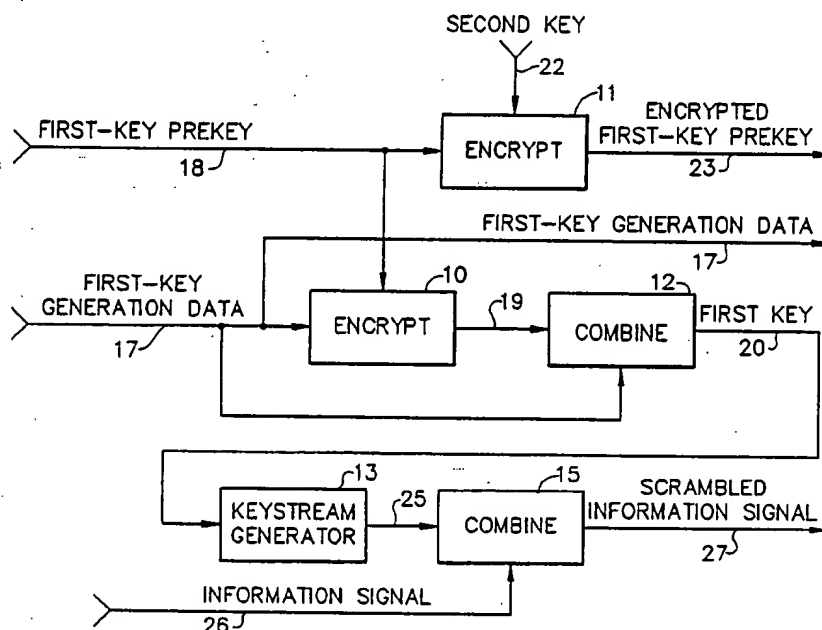 SECOND KEY
22
11
FIRST-KEY PREKEY
18
ENCRYPT
ENCRYPTED
FIRST-KEY PREKEY
23
FIRST-KEY GENERATION DATA
17
FIRST-KEY
GENERATION DATA
17
10
ENCRYPT
19
12
COMBINE
FIRST KEY
20
13
KEYSTREAM
GENERATOR
25
15
COMBINE
SCRAMBLED
INFORMATION SIGNAL
27
INFORMATION SIGNAL
26